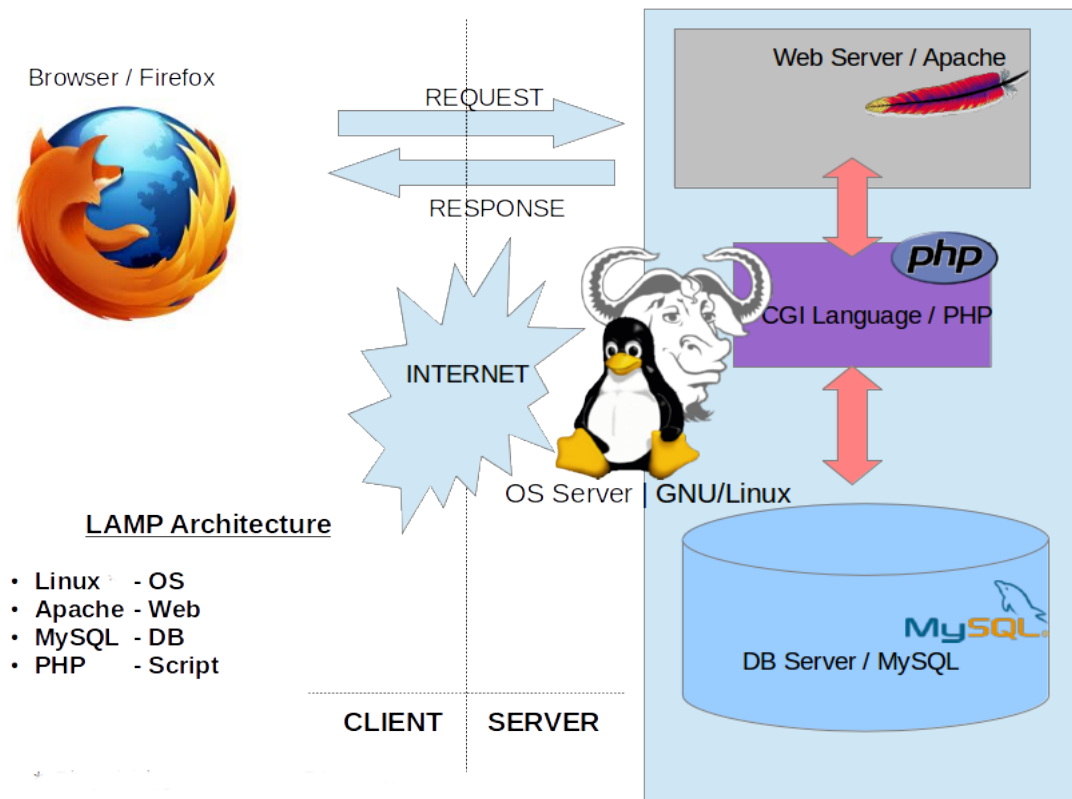 Browser / Firefox
REQUEST
RESPONSE
Web Server / Apache
php
CGI Language / PHP
INTERNET
OS Server | GNU/Linux
MySQL
DB Server / MySQL
LAMP Architecture
• Linux - OS
• Apache - Web
• MySQL - DB
• PHP - Script
CLIENT
SERVER